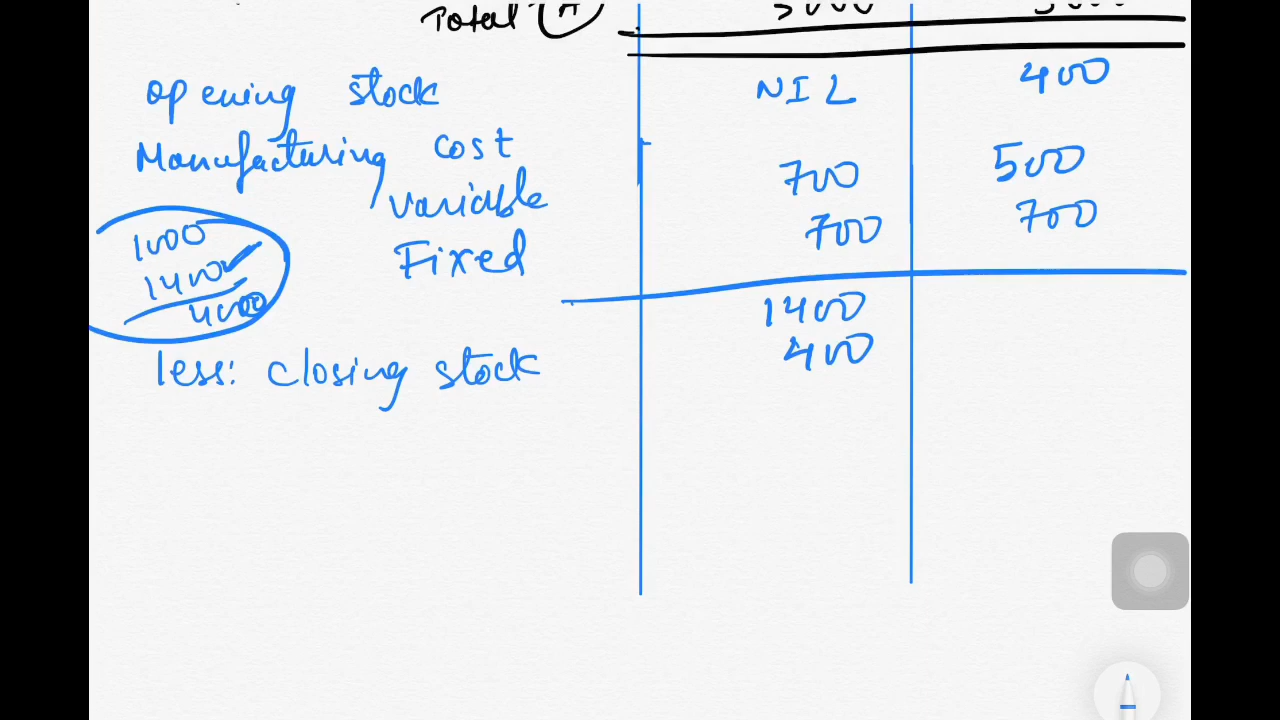 Total (A)
opening stock NIL 400
Manufacturing cost
variable 700 500
Fixed 700 700
1000
1400
400
1400
less: closing stock 400